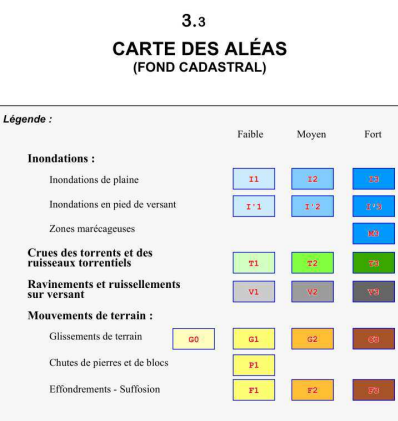 3.3
CARTE DES ALÉAS
(FOND CADASTRAL)
Légende :
Faible Moyen Fort
Inondations :
Inondations de plaine I1 I2 I3
Inondations en pied de versant I'1 I'2 I'3
Zones marécageuses M3
Crues des torrents et des
ruisseaux torrentiels T1 T2 T3
Ravinements et ruissellements
sur versant V1 V2 V3
Mouvements de terrain :
Glissements de terrain G0 G1 G2 G3
Chutes de pierres et de blocs P1
Effondrements - Suffosion F1 F2 F3